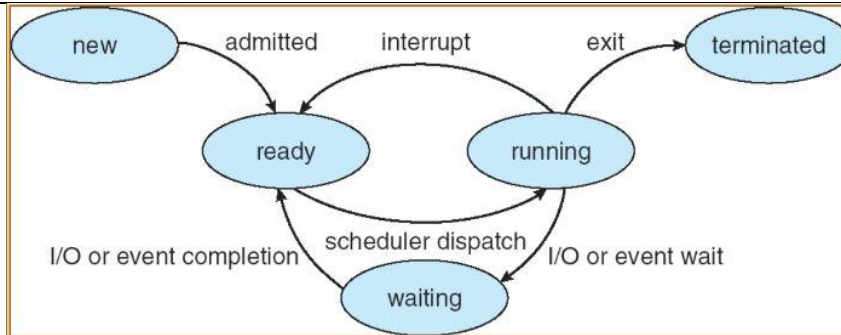 new
admitted
interrupt
exit
terminated
ready
running
I/O or event completion
scheduler dispatch
I/O or event wait
waiting